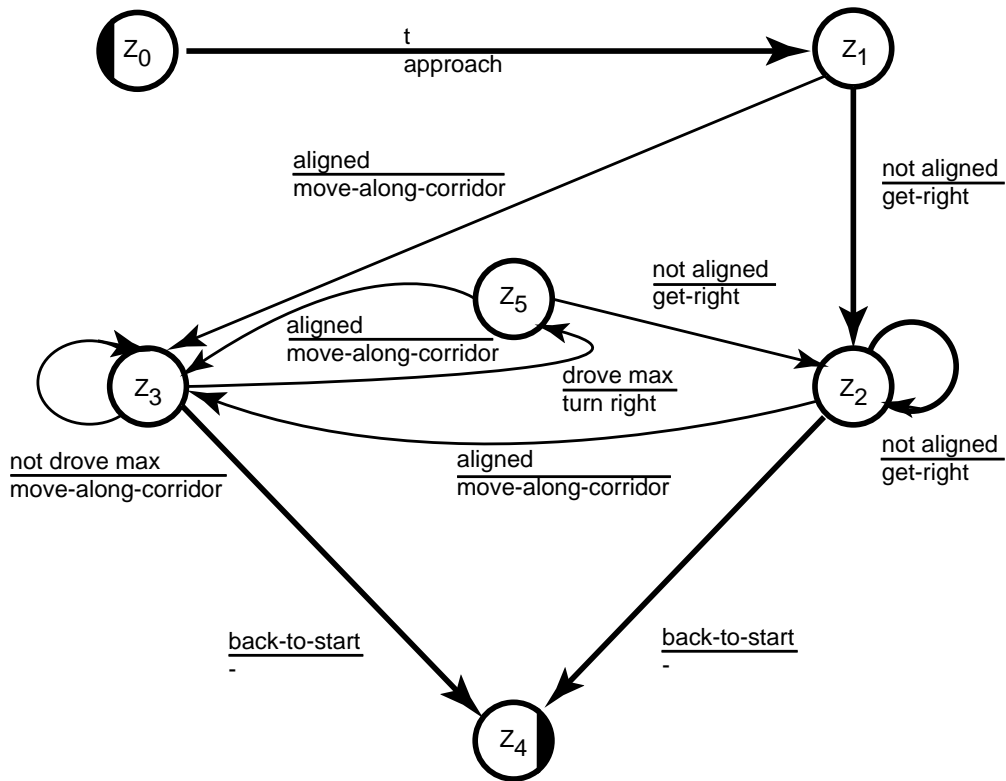 Z0
t
approach
Z1
aligned
move-along-corridor
not aligned
get-right
Z5
not aligned
get-right
aligned
move-along-corridor
drove max
turn right
Z3
Z2
not drove max
move-along-corridor
aligned
move-along-corridor
not aligned
get-right
back-to-start
-
back-to-start
-
Z4